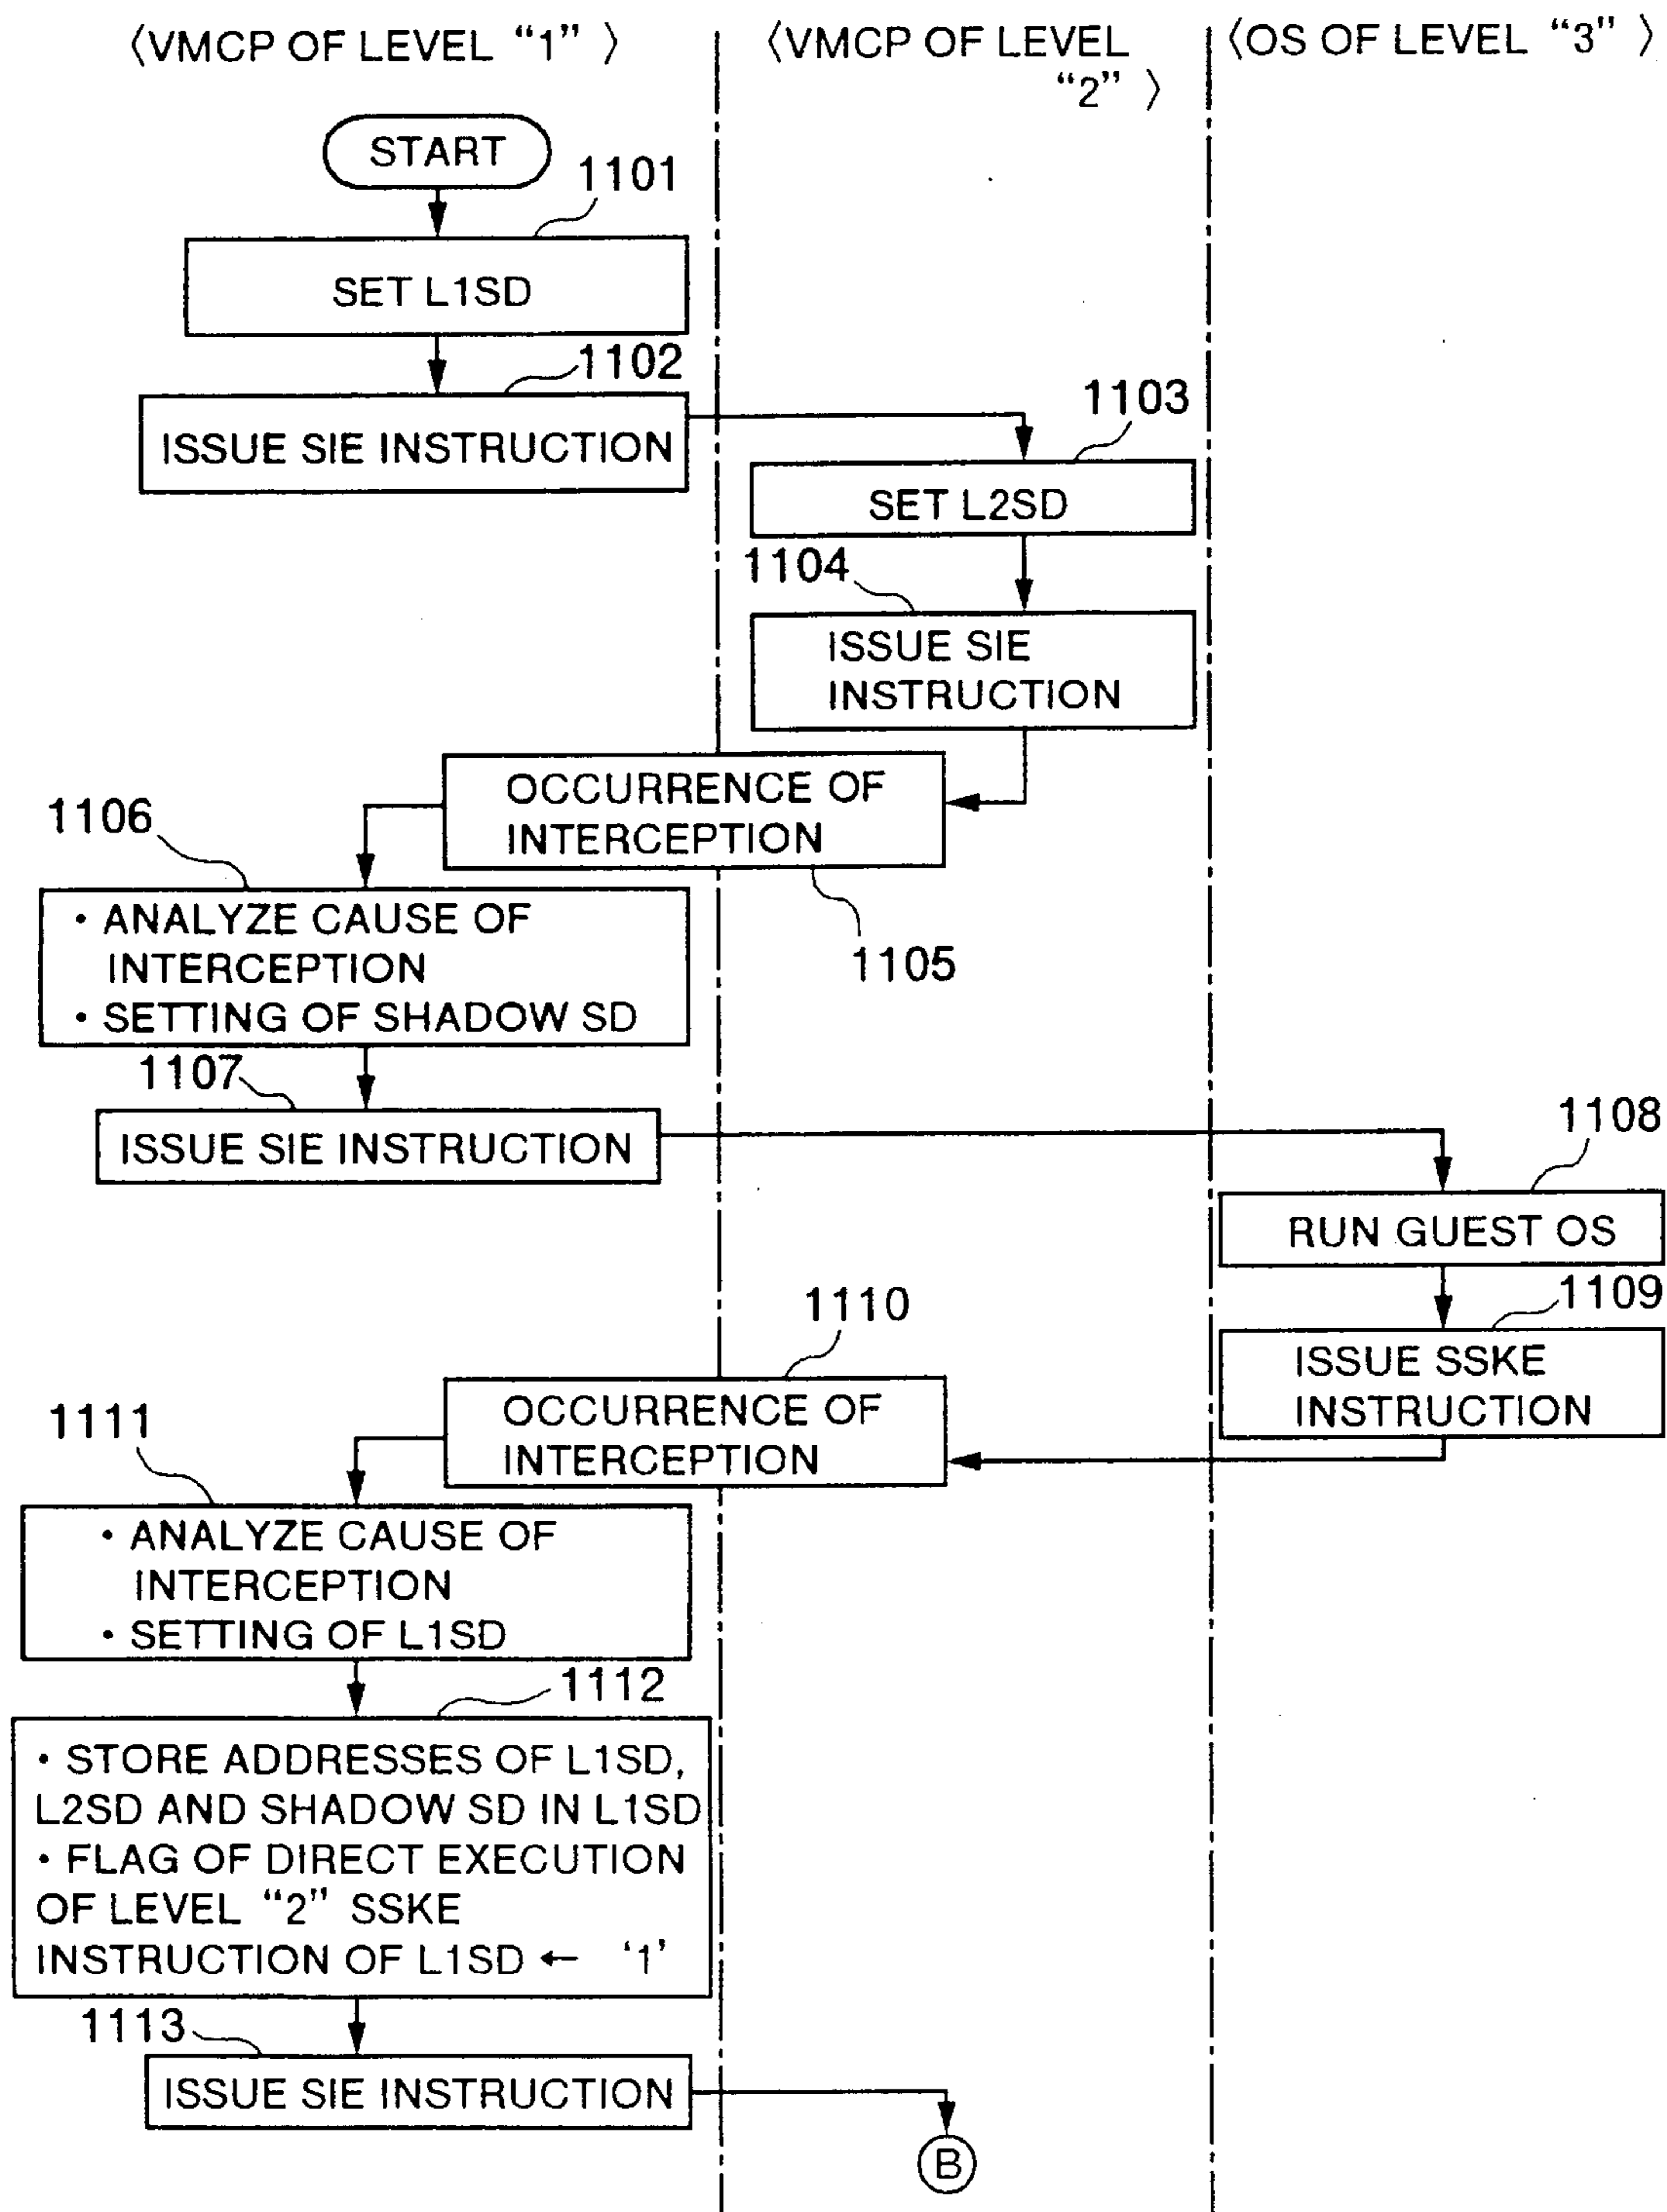 〈VMCP OF LEVEL “1” 〉
〈VMCP OF LEVEL
“2” 〉
〈OS OF LEVEL “3” 〉
START
1101
SET L1SD
1102
ISSUE SIE INSTRUCTION
1103
SET L2SD
1104
ISSUE SIE
INSTRUCTION
OCCURRENCE OF
INTERCEPTION
1105
1106
• ANALYZE CAUSE OF
INTERCEPTION
• SETTING OF SHADOW SD
1107
ISSUE SIE INSTRUCTION
1108
RUN GUEST OS
1109
ISSUE SSKE
INSTRUCTION
1110
OCCURRENCE OF
INTERCEPTION
1111
• ANALYZE CAUSE OF
INTERCEPTION
• SETTING OF L1SD
1112
• STORE ADDRESSES OF L1SD,
L2SD AND SHADOW SD IN L1SD
• FLAG OF DIRECT EXECUTION
OF LEVEL “2” SSKE
INSTRUCTION OF L1SD ← ‘1’
1113
ISSUE SIE INSTRUCTION
B